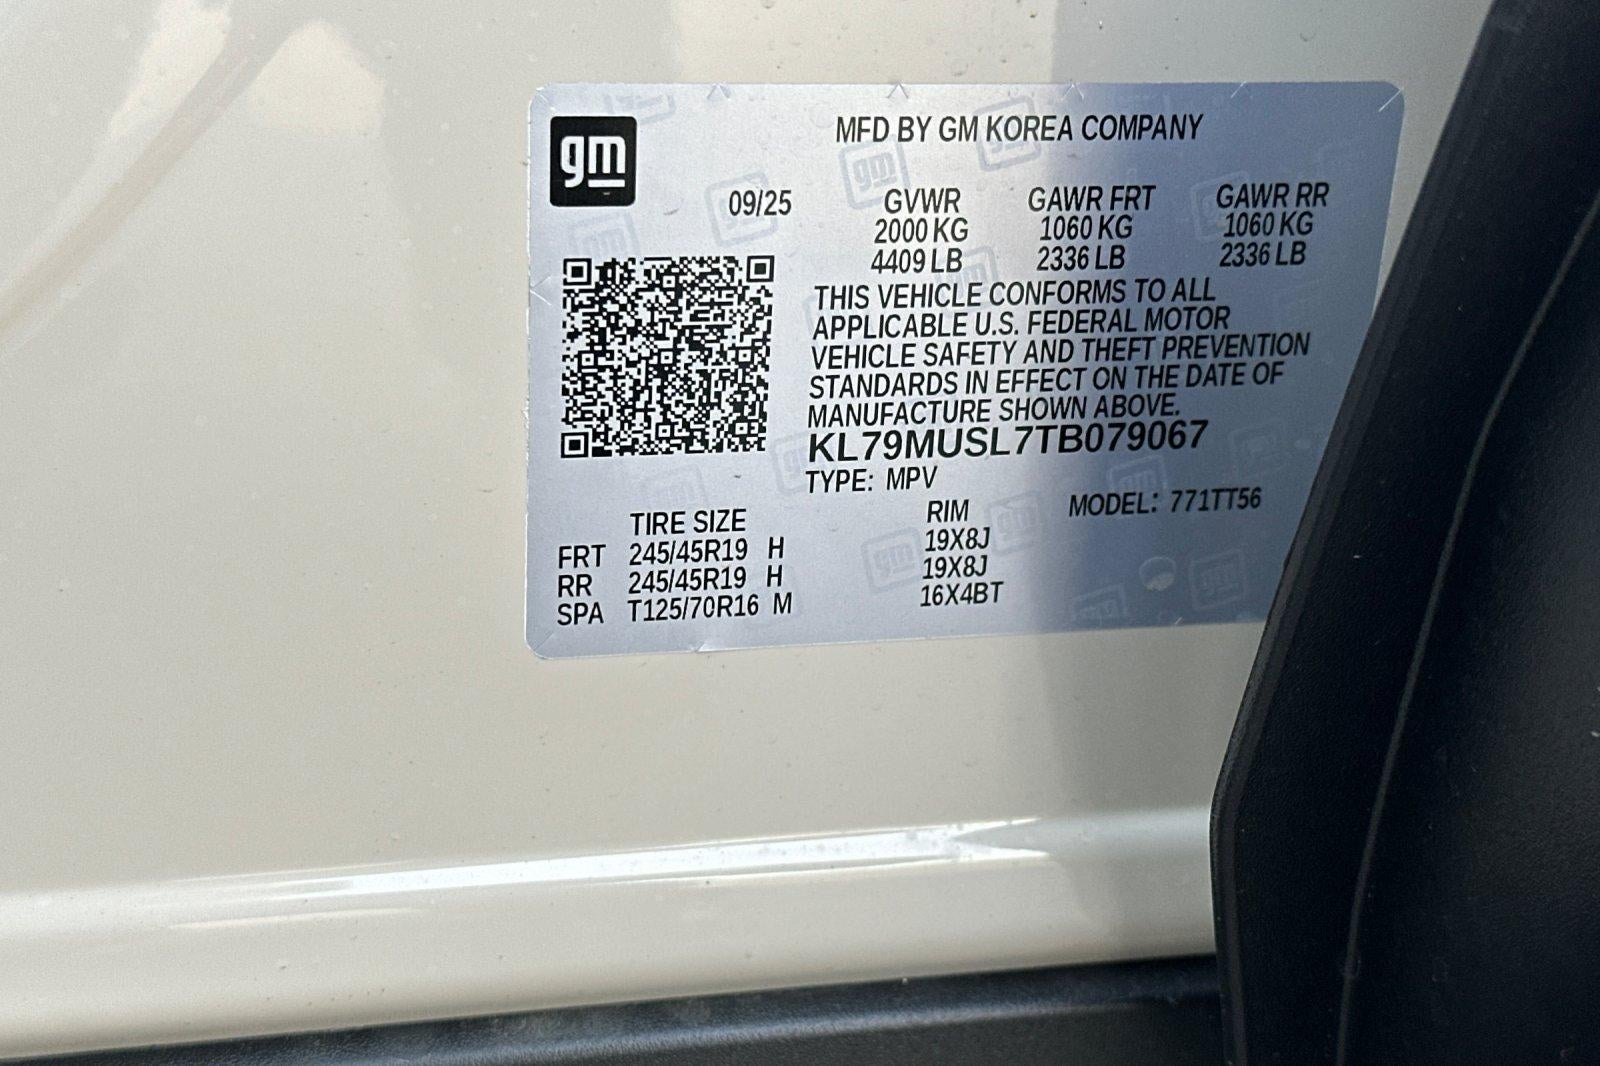 gm
MFD BY GM KOREA COMPANY
09/25 GVWR GAWR FRT GAWR RR
2000 KG 1060 KG 1060 KG
4409 LB 2336 LB 2336 LB
THIS VEHICLE CONFORMS TO ALL
APPLICABLE U.S. FEDERAL MOTOR
VEHICLE SAFETY AND THEFT PREVENTION
STANDARDS IN EFFECT ON THE DATE OF
MANUFACTURE SHOWN ABOVE.
KL79MUSL7TB079067
TYPE: MPV
MODEL: 771TT56
TIRE SIZE RIM
FRT 245/45R19 H 19X8J
RR 245/45R19 H 19X8J
SPA T125/70R16 M 16X4BT